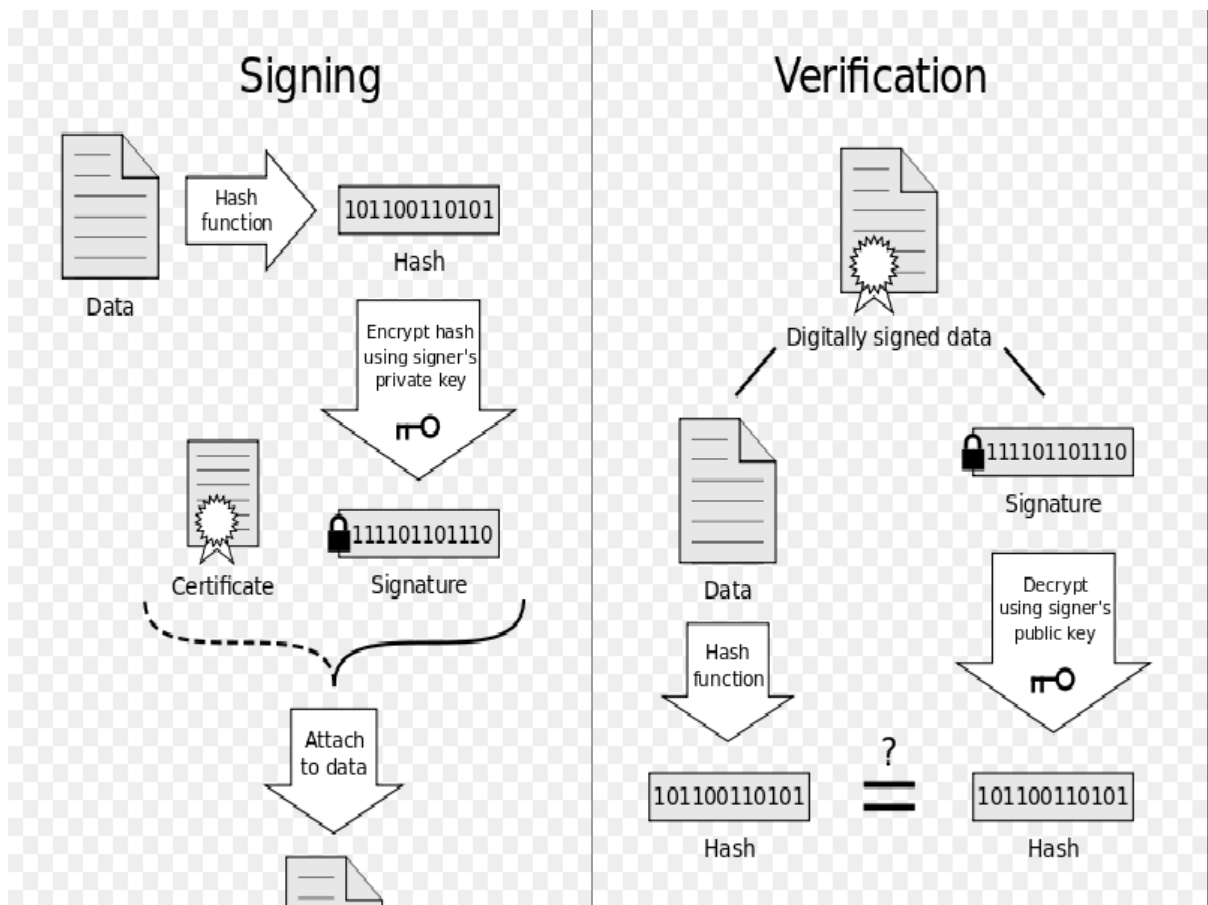 Signing
Hash
function
101100110101
Hash
Data
Encrypt hash
using signer's
private key
111101101110
Certificate
Signature
Attach
to data
Verification
Digitally signed data
111101101110
Signature
Data
Hash
function
Decrypt
using signer's
public key
?
101100110101
101100110101
Hash
Hash